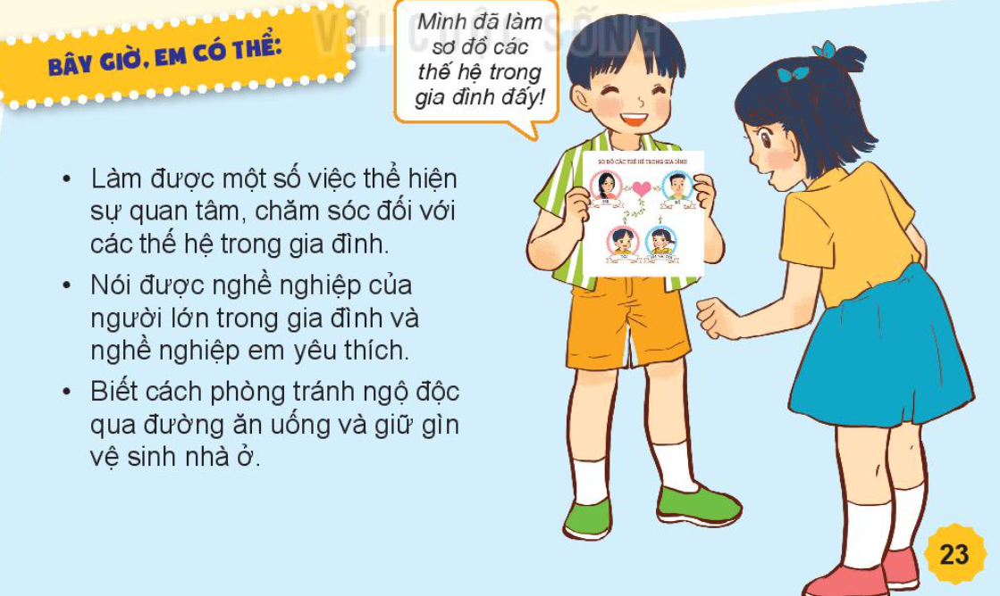 VỚI CUỘC SỐNG
BÂY GIỜ, EM CÓ THỂ:
Mình đã làm
sơ đồ các
thế hệ trong
gia đình đấy!
SƠ ĐỒ CÁC THẾ HỆ TRONG GIA ĐÌNH
• Làm được một số việc thể hiện
sự quan tâm, chăm sóc đối với
các thế hệ trong gia đình.
• Nói được nghề nghiệp của
người lớn trong gia đình và
nghề nghiệp em yêu thích.
• Biết cách phòng tránh ngộ độc
qua đường ăn uống và giữ gìn
vệ sinh nhà ở.
23